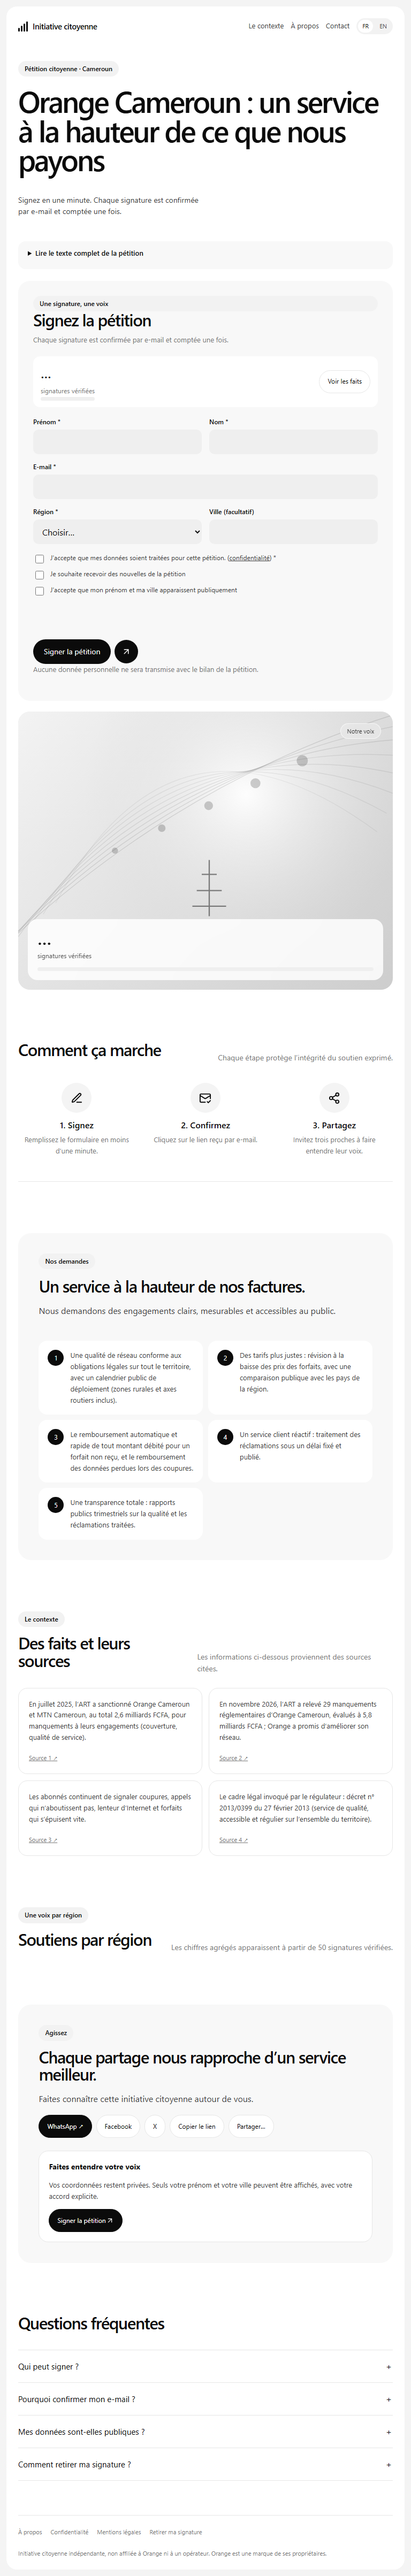 Initiative citoyenne
Le contexte À propos Contact FR EN
Pétition citoyenne · Cameroun
Orange Cameroun : un service
à la hauteur de ce que nous
payons
Signez en une minute. Chaque signature est confirmée
par e-mail et comptée une fois.
▶ Lire le texte complet de la pétition
Une signature, une voix
Signez la pétition
Chaque signature est confirmée par e-mail et comptée une fois.
…
signatures vérifiées
Voir les faits
Prénom * Nom *
E-mail *
Région * Ville (facultatif)
Choisir...
J'accepte que mes données soient traitées pour cette pétition. (confidentialité) *
Je souhaite recevoir des nouvelles de la pétition
J'accepte que mon prénom et ma ville apparaissent publiquement
Signer la pétition ↗
Aucune donnée personnelle ne sera transmise avec le bilan de la pétition.
Notre voix
…
signatures vérifiées
Comment ça marche
Chaque étape protège l'intégrité du soutien exprimé.
1. Signez
Remplissez le formulaire en moins
d'une minute.
2. Confirmez
Cliquez sur le lien reçu par e-mail.
3. Partagez
Invitez trois proches à faire
entendre leur voix.
Nos demandes
Un service à la hauteur de nos factures.
Nous demandons des engagements clairs, mesurables et accessibles au public.
1
Une qualité de réseau conforme aux
obligations légales sur tout le territoire,
avec un calendrier public de
déploiement (zones rurales et axes
routiers inclus).
2
Des tarifs plus justes : révision à la
baisse des prix des forfaits, avec une
comparaison publique avec les pays de
la région.
3
Le remboursement automatique et
rapide de tout montant débité pour un
forfait non reçu, et le remboursement
des données perdues lors des coupures.
4
Un service client réactif : traitement des
réclamations sous un délai fixé et
publié.
5
Une transparence totale : rapports
publics trimestriels sur la qualité et les
réclamations traitées.
Le contexte
Des faits et leurs
sources
Les informations ci-dessous proviennent des sources
citées.
En juillet 2025, l'ART a sanctionné Orange Cameroun
et MTN Cameroun, au total 2,6 milliards FCFA, pour
manquements à leurs engagements (couverture,
qualité de service).
Source 1 ↗
En novembre 2026, l'ART a relevé 29 manquements
réglementaires d'Orange Cameroun, évalués à 5,8
milliards FCFA ; Orange a promis d'améliorer son
réseau.
Source 2 ↗
Les abonnés continuent de signaler coupures, appels
qui n'aboutissent pas, lenteur d'Internet et forfaits
qui s'épuisent vite.
Source 3 ↗
Le cadre légal invoqué par le régulateur : décret n°
2013/0399 du 27 février 2013 (service de qualité,
accessible et régulier sur l'ensemble du territoire).
Source 4 ↗
Une voix par région
Soutiens par région
Les chiffres agrégés apparaissent à partir de 50 signatures vérifiées.
Agissez
Chaque partage nous rapproche d'un service
meilleur.
Faites connaître cette initiative citoyenne autour de vous.
WhatsApp ↗ Facebook X Copier le lien Partager…
Faites entendre votre voix
Vos coordonnées restent privées. Seuls votre prénom et votre ville peuvent être affichés, avec votre
accord explicite.
Signer la pétition ↗
Questions fréquentes
Qui peut signer ? +
Pourquoi confirmer mon e-mail ? +
Mes données sont-elles publiques ? +
Comment retirer ma signature ? +
À propos Confidentialité Mentions légales Retirer ma signature
Initiative citoyenne indépendante, non affiliée à Orange ni à un opérateur. Orange est une marque de ses propriétaires.